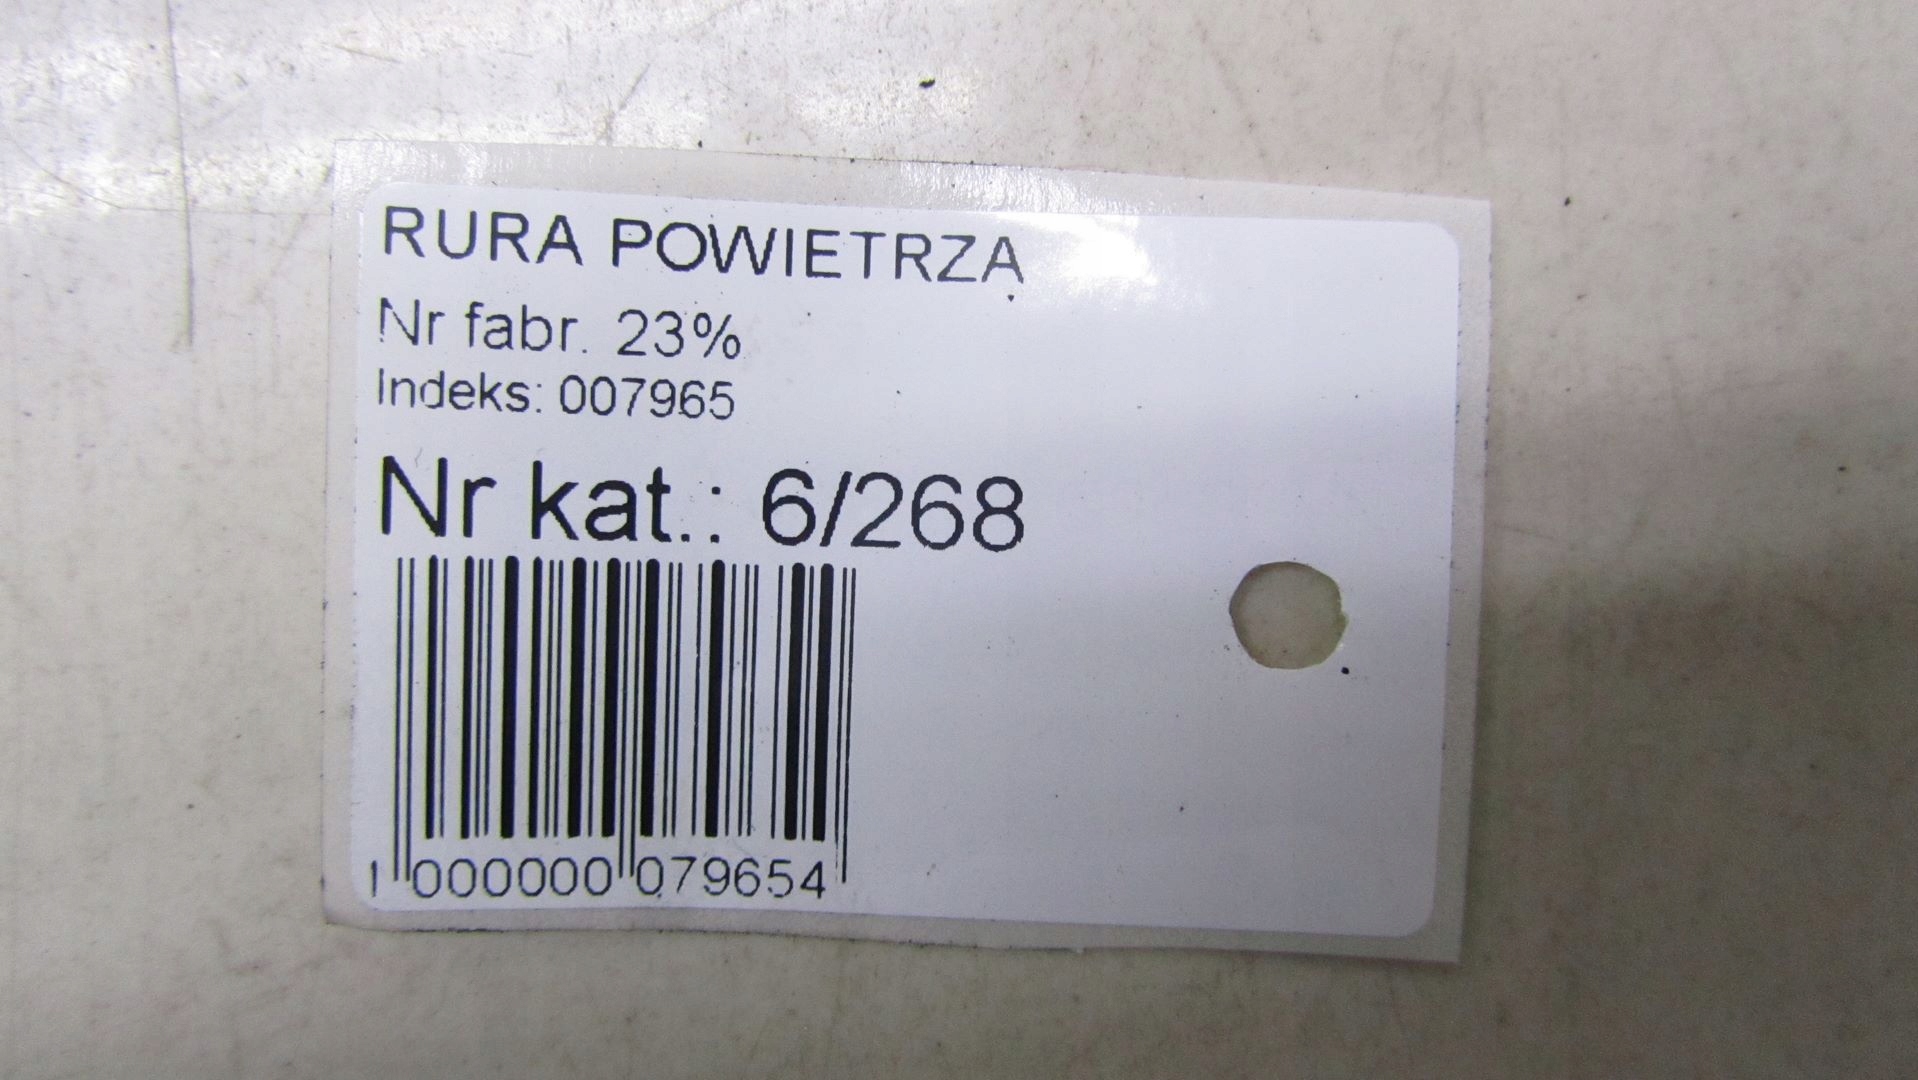 RURA POWIETRZA
Nr fabr. 23%
Indeks: 007965
Nr kat.: 6/268
1 000000 079654